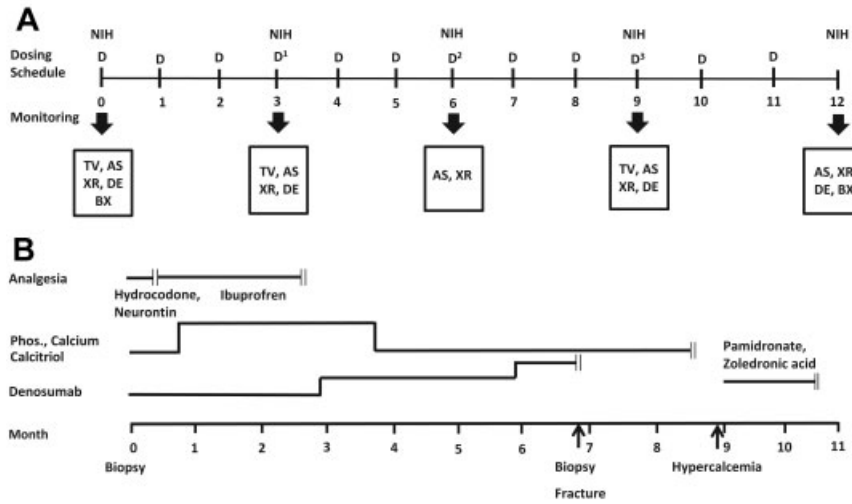 A
NIH NIH NIH NIH NIH
Dosing Schedule D D D D¹ D D D² D D D³ D D
0 1 2 3 4 5 6 7 8 9 10 11 12
Monitoring
TV, AS XR, DE BX
TV, AS XR, DE
AS, XR
TV, AS XR, DE
AS, XR DE, BX
B
Analgesia
Hydrocodone, Neurontin
Ibuprofren
Phos., Calcium Calcitriol
Pamidronate, Zoledronic acid
Denosumab
Month 0 1 2 3 4 5 6 7 8 9 10 11
Biopsy Biopsy Hypercalcemia
Fracture